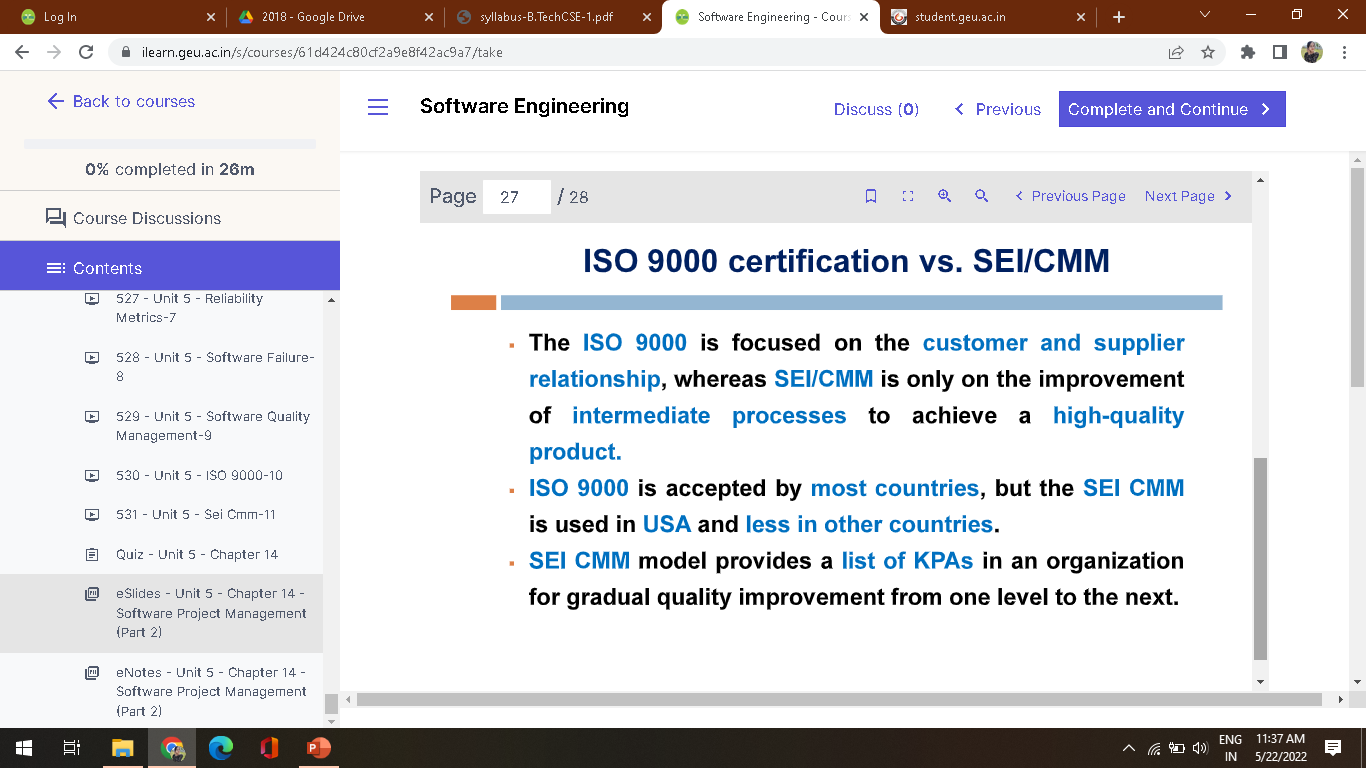 Log In
2018 - Google Drive
syllabus-B.TechCSE-1.pdf
Software Engineering - Cour
student.geu.ac.in
ilearn.geu.ac.in/s/courses/61d424c80cf2a9e8f42ac9a7/take
Back to courses
0% completed in 26m
Course Discussions
Contents
527 - Unit 5 - Reliability
Metrics-7
528 - Unit 5 - Software Failure-
8
529 - Unit 5 - Software Quality
Management-9
530 - Unit 5 - ISO 9000-10
531 - Unit 5 - Sei Cmm-11
Quiz - Unit 5 - Chapter 14
eSlides - Unit 5 - Chapter 14 -
Software Project Management
(Part 2)
eNotes - Unit 5 - Chapter 14 -
Software Project Management
(Part 2)
Software Engineering
Discuss (0)
Previous
Complete and Continue
Page 27 / 28
Previous Page
Next Page
ISO 9000 certification vs. SEI/CMM
The ISO 9000 is focused on the customer and supplier
relationship, whereas SEI/CMM is only on the improvement
of intermediate processes to achieve a high-quality
product.
ISO 9000 is accepted by most countries, but the SEI CMM
is used in USA and less in other countries.
SEI CMM model provides a list of KPAs in an organization
for gradual quality improvement from one level to the next.
ENG
IN
11:37 AM
5/22/2022